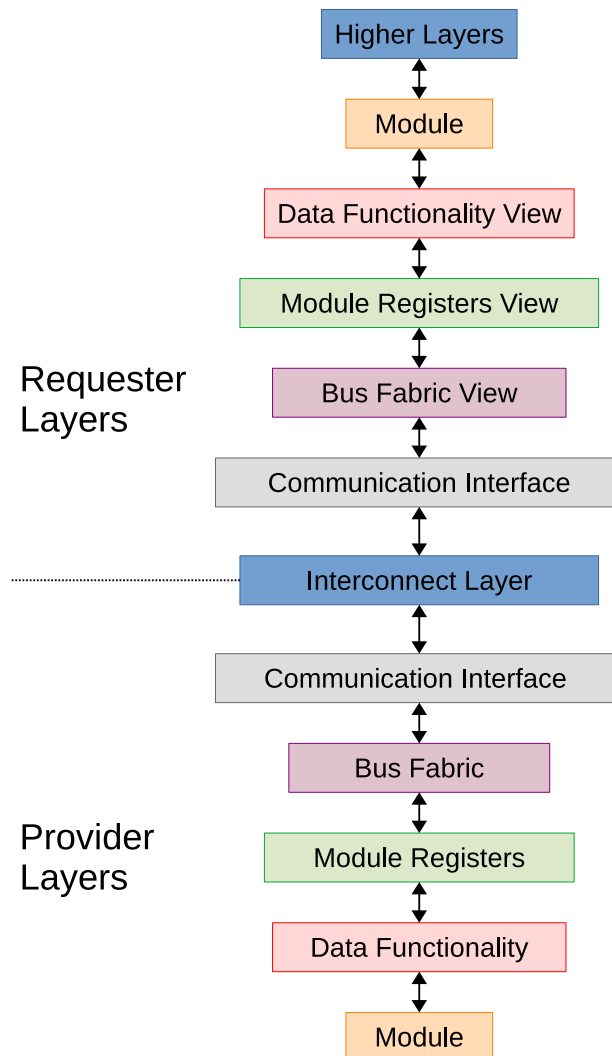 Higher Layers
Module
Data Functionality View
Module Registers View
Requester
Layers
Bus Fabric View
Communication Interface
Interconnect Layer
Communication Interface
Bus Fabric
Provider
Layers
Module Registers
Data Functionality
Module